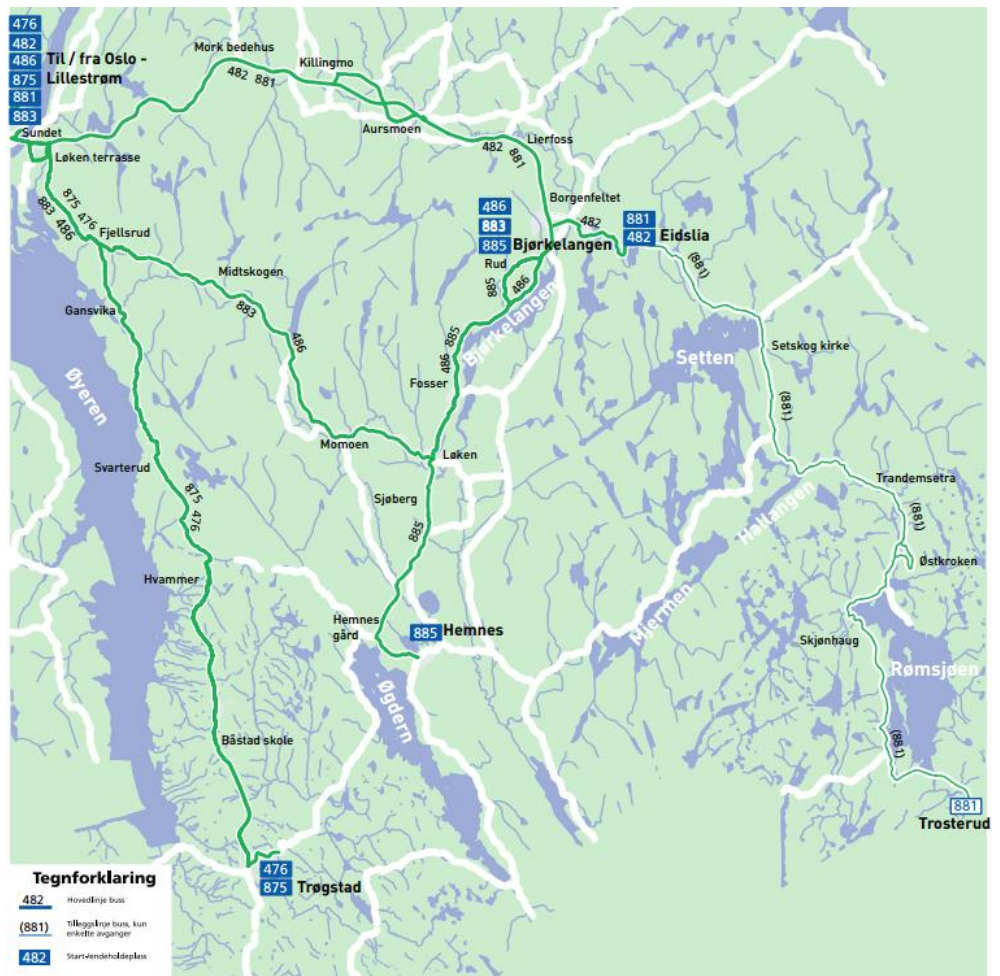 476
482
486
875
881
883
Til / fra Oslo -
Lillestrøm
Mork bedehus
Killingmo
482 881
Sundet
Løken terrasse
Aursmoen
482
881
Lierfoss
875
476
883
486
Fjellsrud
486
883
885
Bjørkelangen
Borgenfeltet
482
881
482
Eidslia
(881)
Rud
885
486
Midtskogen
883
Gansvika
486
486 885
Bjørkelangen
Setten
Setskog kirke
Øyeren
Fosser
(881)
Momoen
Løken
Svarterud
875
476
Sjøberg
885
Trandemsetra
Hallangen
(881)
Østkroken
Hvammer
Hemnes
gård
885
Hemnes
Mjermen
Skjønhaug
Rømsjøen
Øgdern
Båstad skole
(881)
881
Trosterud
476
875
Trøgstad
Tegnforklaring
482
Hovedlinje buss
(881)
Tilleggslinje buss, kun
enkelte avganger
482
Start-/vendeholdeplass